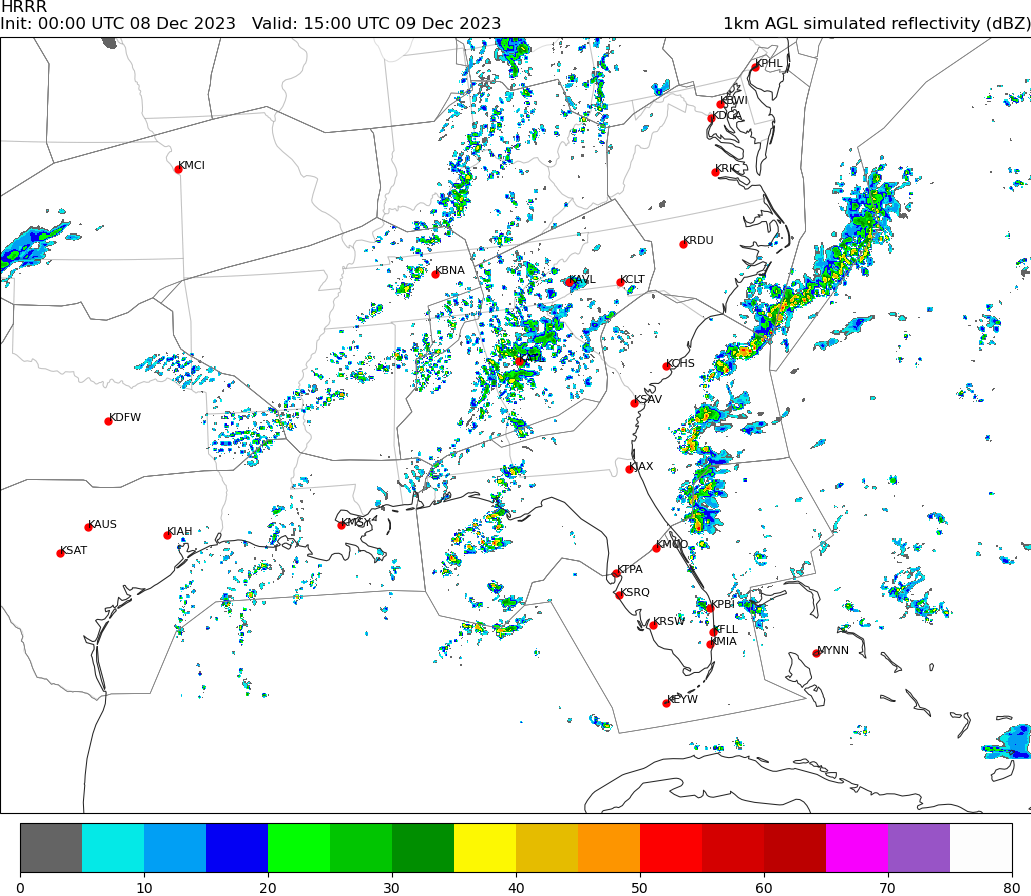 HRRR
Init: 00:00 UTC 08 Dec 2023   Valid: 15:00 UTC 09 Dec 2023   1km AGL simulated reflectivity (dBZ)
KPHL
KBWI
KDCA
KMCI
KRIC
KRDU
KBNA
KAVL
KCLT
KATL
KCHS
KSAV
KDFW
KJAX
KAUS
KMSY
KIAH
KSAT
KMCO
KTPA
KSRQ
KPBI
KRSW
KFLL
KMIA
MYNN
KEYW
0 10 20 30 40 50 60 70 80